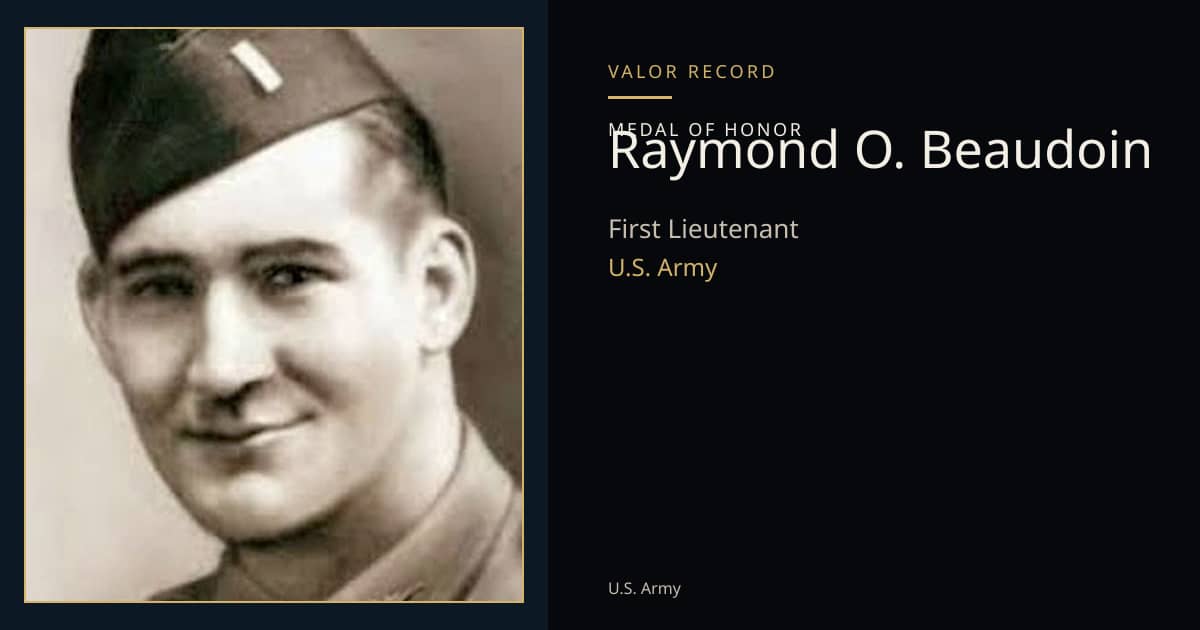 VALOR RECORD
MEDAL OF HONOR
Raymond O. Beaudoin
First Lieutenant
U.S. Army
U.S. Army